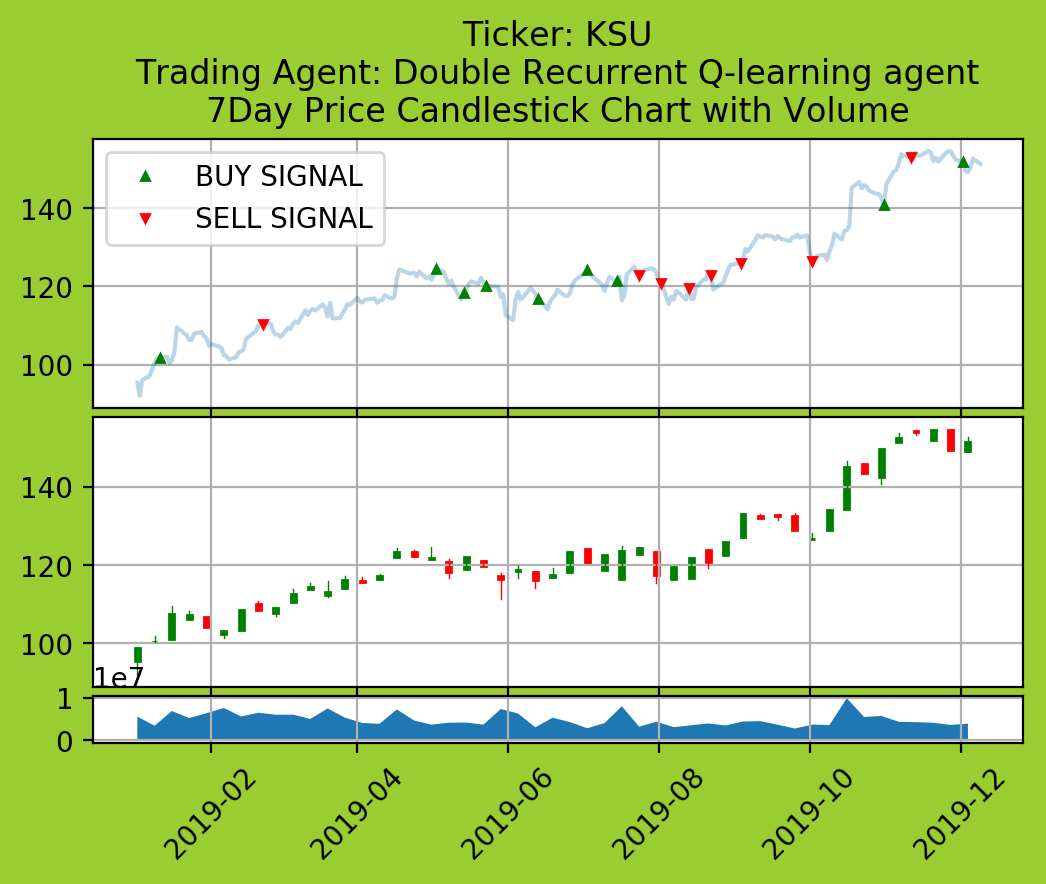 Ticker: KSU
Trading Agent: Double Recurrent Q-learning agent
7Day Price Candlestick Chart with Volume
BUY SIGNAL
SELL SIGNAL
140
120
100
140
120
100
1e7
1
0
2019-02
2019-04
2019-06
2019-08
2019-10
2019-12